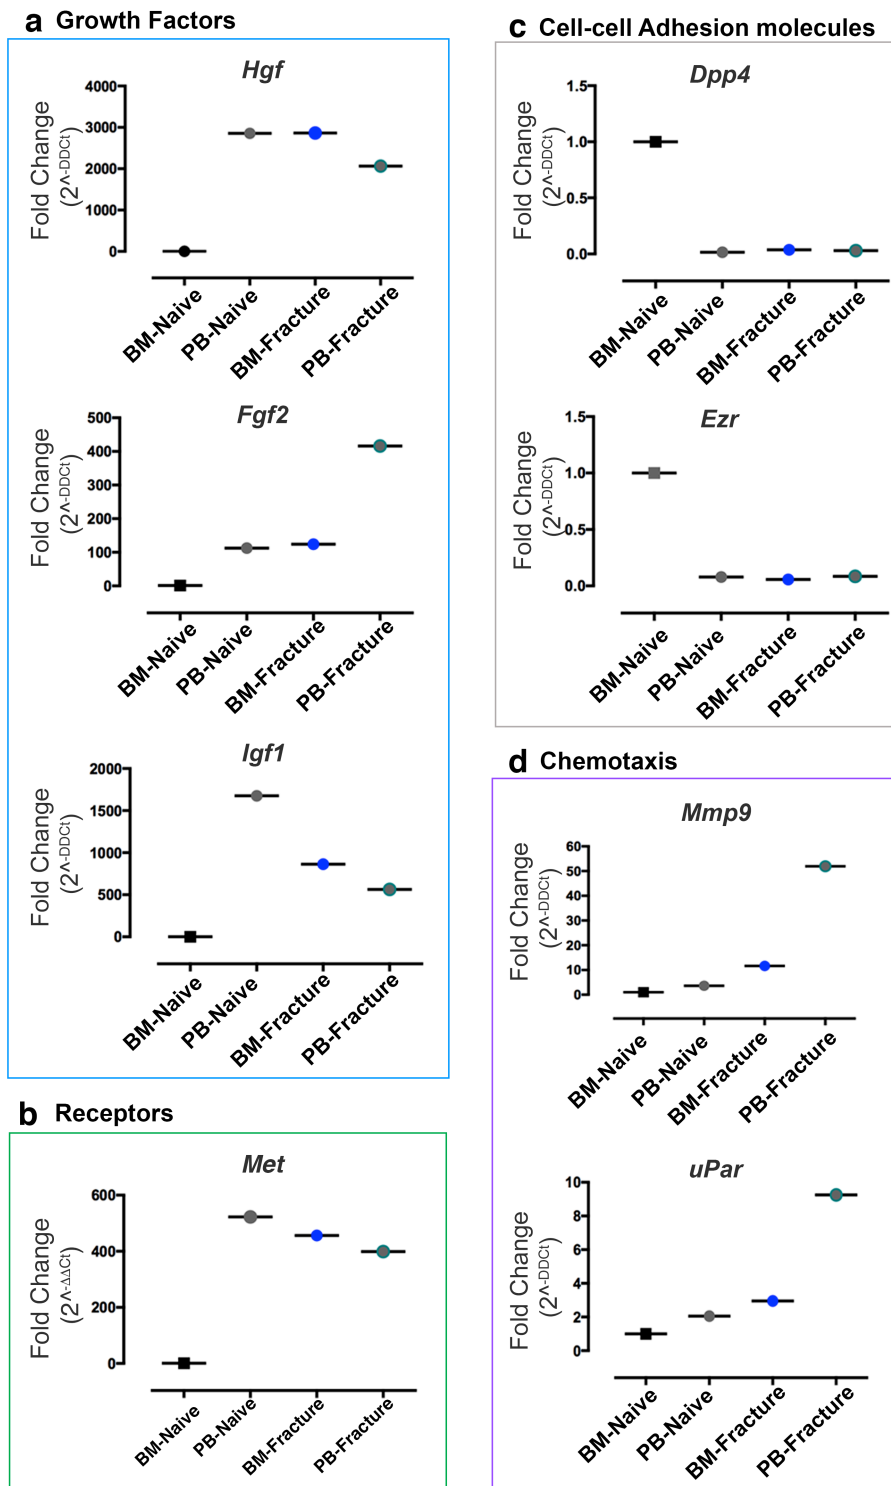 a Growth Factors
Hgf
Fold Change
(2^-DDCt)
4000
3000
2000
1000
0
BM-Naive
PB-Naive
BM-Fracture
PB-Fracture
Fgf2
Fold Change
(2^-DDCt)
500
400
300
200
100
0
BM-Naive
PB-Naive
BM-Fracture
PB-Fracture
Igf1
Fold Change
(2^-DDCt)
2000
1500
1000
500
0
BM-Naive
PB-Naive
BM-Fracture
PB-Fracture
b Receptors
Met
Fold Change
(2^-ΔΔCt)
600
400
200
0
BM-Naive
PB-Naive
BM-Fracture
PB-Fracture
c Cell-cell Adhesion molecules
Dpp4
Fold Change
(2^-DDCt)
1.5
1.0
0.5
0.0
BM-Naive
PB-Naive
BM-Fracture
PB-Fracture
Ezr
Fold Change
(2^-DDCt)
1.5
1.0
0.5
0.0
BM-Naive
PB-Naive
BM-Fracture
PB-Fracture
d Chemotaxis
Mmp9
Fold Change
(2^-DDCt)
60
50
40
30
20
10
0
BM-Naive
PB-Naive
BM-Fracture
PB-Fracture
uPar
Fold Change
(2^-DDCt)
10
8
6
4
2
0
BM-Naive
PB-Naive
BM-Fracture
PB-Fracture